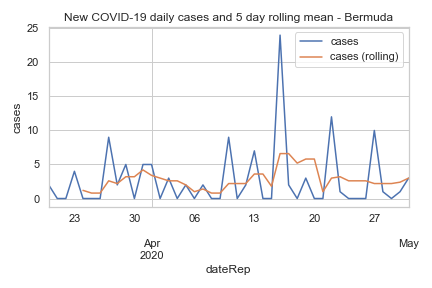 New COVID-19 daily cases and 5 day rolling mean - Bermuda
25
20
15
10
5
0
cases
cases
cases (rolling)
23
30
06
13
20
27
Apr
2020
May
dateRep